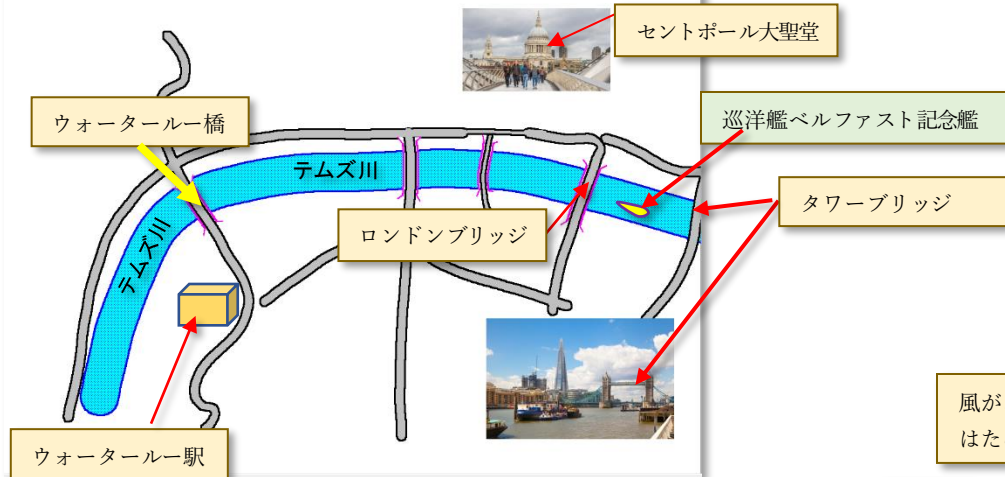 セントポール大聖堂
ウォータールー橋
巡洋艦ベルファスト記念艦
テムズ川
タワーブリッジ
ロンドンブリッジ
テムズ川
ウォータールー駅
風が
はた